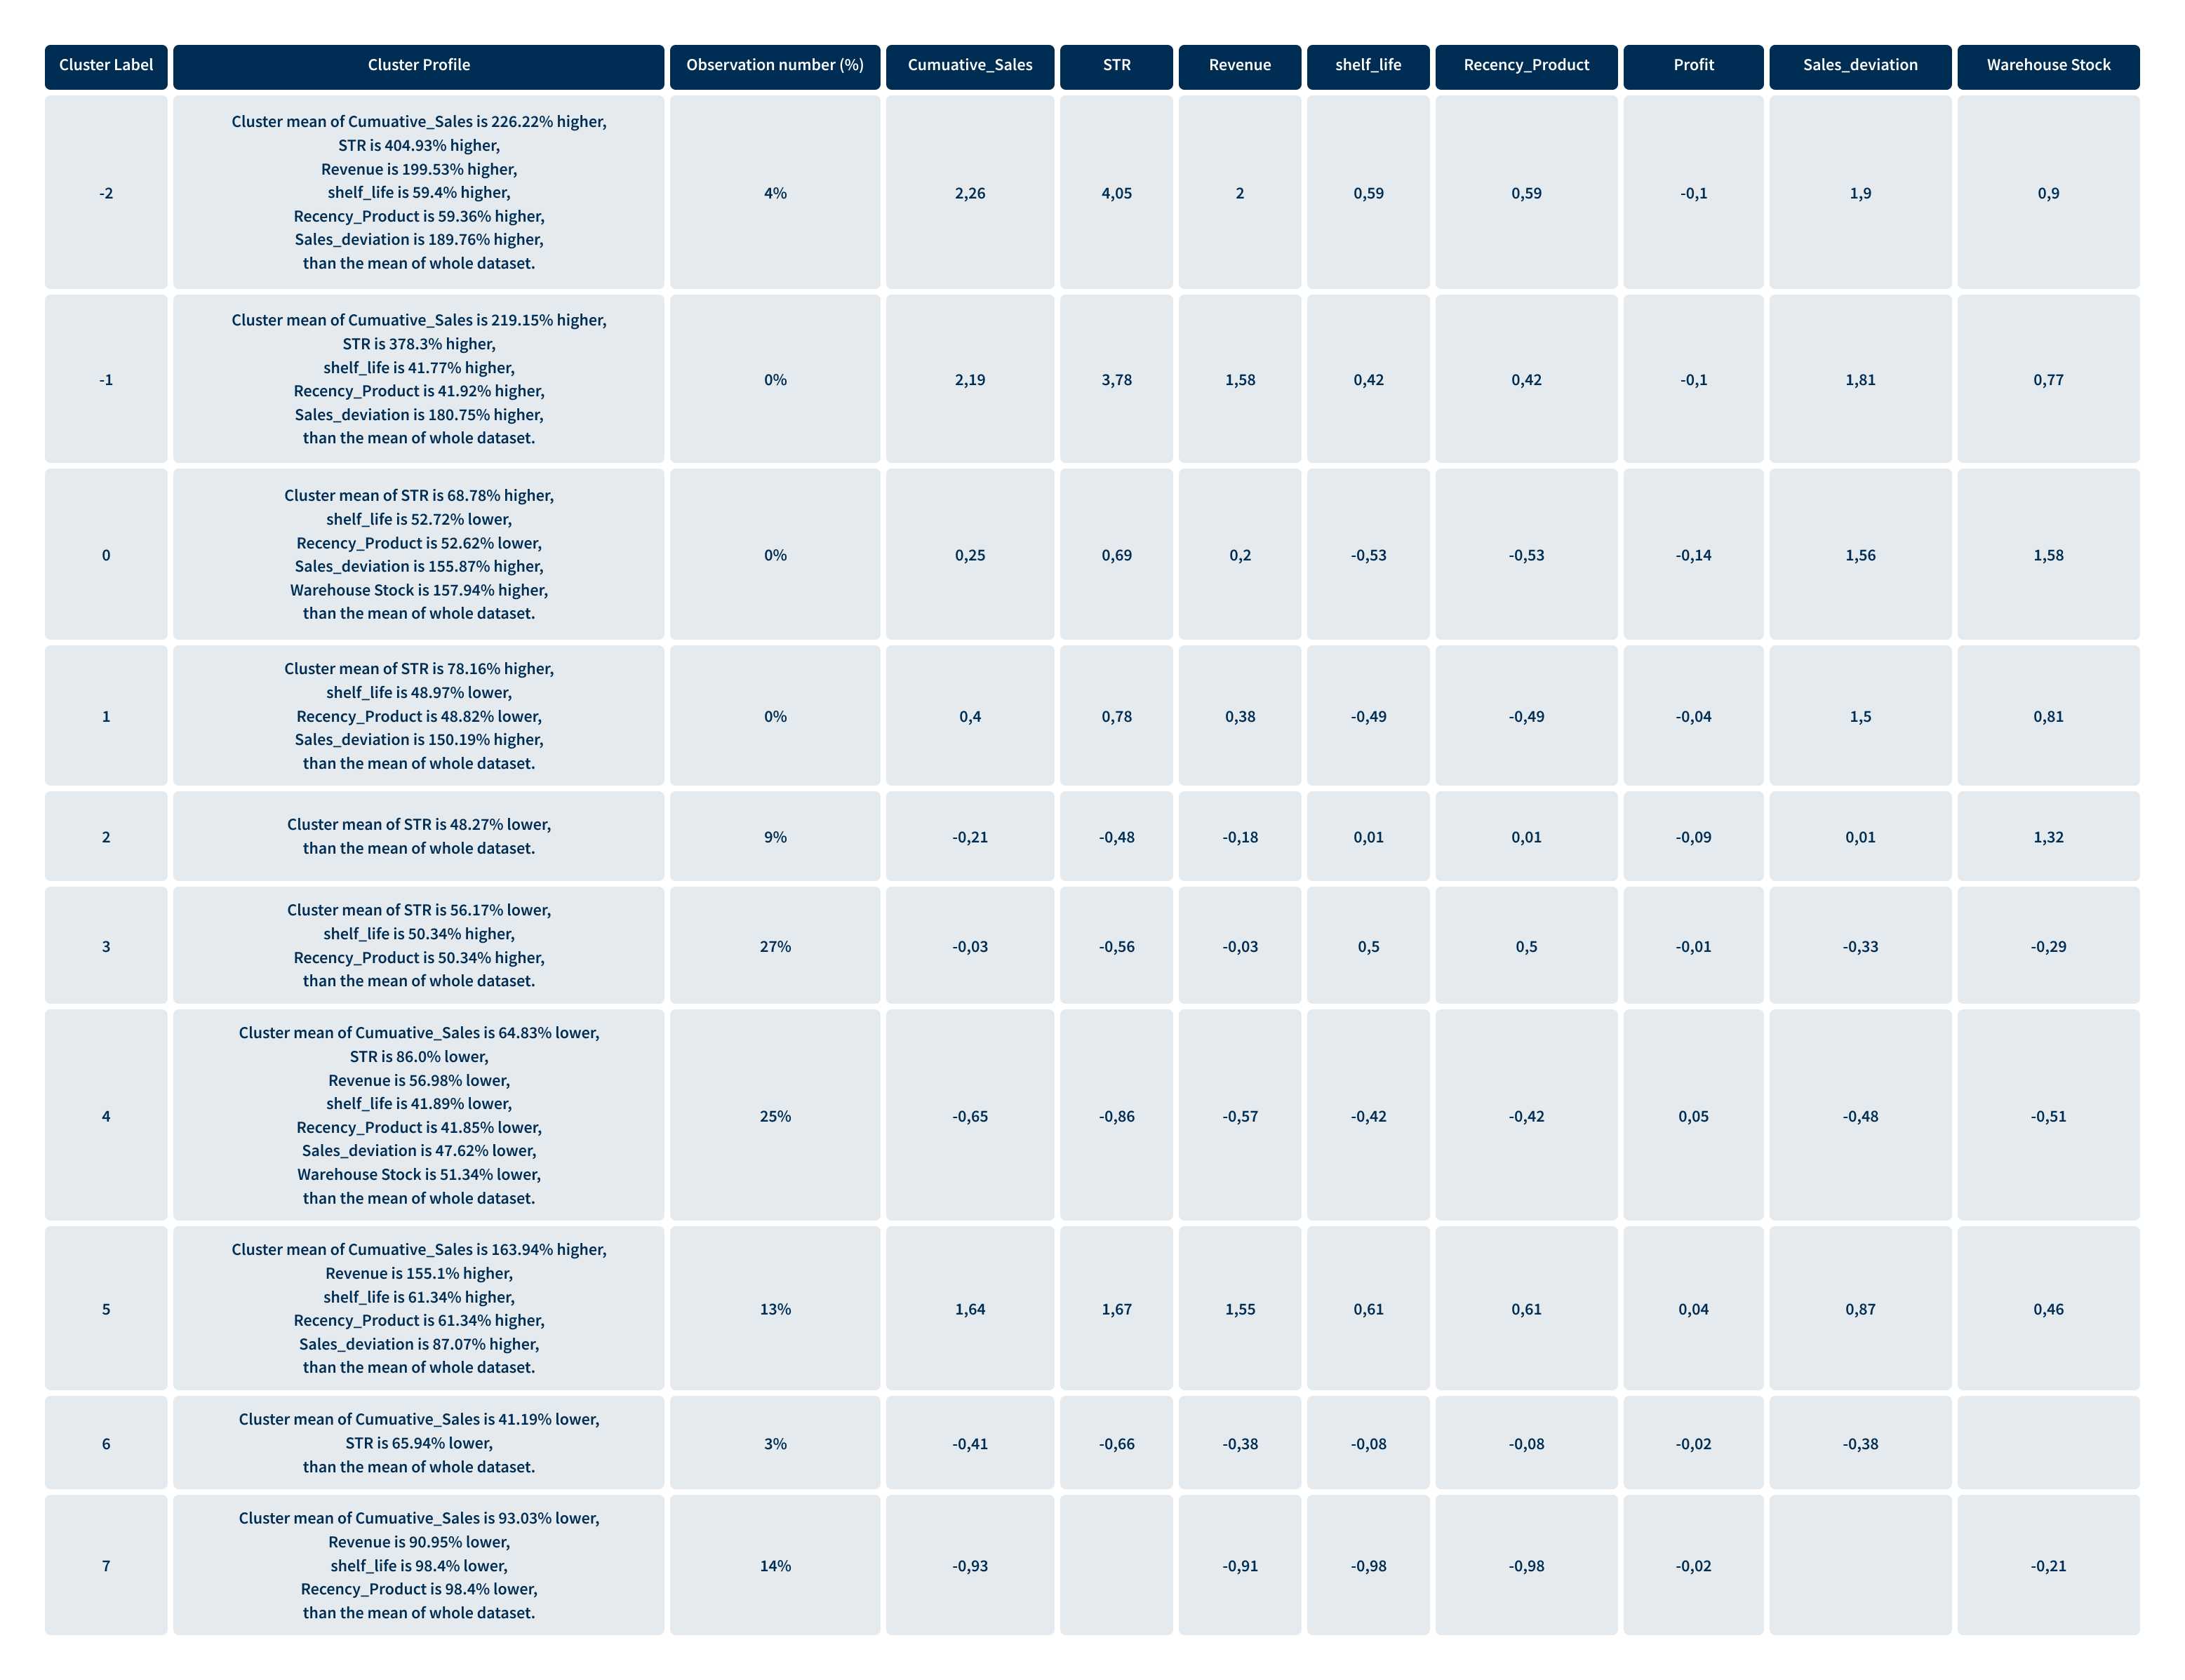 Cluster Label Cluster Profile Observation number (%) Cumuative_Sales STR Revenue shelf_life Recency_Product Profit Sales_deviation Warehouse Stock
-2
Cluster mean of Cumuative_Sales is 226.22% higher,
STR is 404.93% higher,
Revenue is 199.53% higher,
shelf_life is 59.4% higher,
Recency_Product is 59.36% higher,
Sales_deviation is 189.76% higher,
than the mean of whole dataset.
4% 2,26 4,05 2 0,59 0,59 -0,1 1,9 0,9
-1
Cluster mean of Cumuative_Sales is 219.15% higher,
STR is 378.3% higher,
shelf_life is 41.77% higher,
Recency_Product is 41.92% higher,
Sales_deviation is 180.75% higher,
than the mean of whole dataset.
0% 2,19 3,78 1,58 0,42 0,42 -0,1 1,81 0,77
0
Cluster mean of STR is 68.78% higher,
shelf_life is 52.72% lower,
Recency_Product is 52.62% lower,
Sales_deviation is 155.87% higher,
Warehouse Stock is 157.94% higher,
than the mean of whole dataset.
0% 0,25 0,69 0,2 -0,53 -0,53 -0,14 1,56 1,58
1
Cluster mean of STR is 78.16% higher,
shelf_life is 48.97% lower,
Recency_Product is 48.82% lower,
Sales_deviation is 150.19% higher,
than the mean of whole dataset.
0% 0,4 0,78 0,38 -0,49 -0,49 -0,04 1,5 0,81
2
Cluster mean of STR is 48.27% lower,
than the mean of whole dataset.
9% -0,21 -0,48 -0,18 0,01 0,01 -0,09 0,01 1,32
3
Cluster mean of STR is 56.17% lower,
shelf_life is 50.34% higher,
Recency_Product is 50.34% higher,
than the mean of whole dataset.
27% -0,03 -0,56 -0,03 0,5 0,5 -0,01 -0,33 -0,29
4
Cluster mean of Cumuative_Sales is 64.83% lower,
STR is 86.0% lower,
Revenue is 56.98% lower,
shelf_life is 41.89% lower,
Recency_Product is 41.85% lower,
Sales_deviation is 47.62% lower,
Warehouse Stock is 51.34% lower,
than the mean of whole dataset.
25% -0,65 -0,86 -0,57 -0,42 -0,42 0,05 -0,48 -0,51
5
Cluster mean of Cumuative_Sales is 163.94% higher,
Revenue is 155.1% higher,
shelf_life is 61.34% higher,
Recency_Product is 61.34% higher,
Sales_deviation is 87.07% higher,
than the mean of whole dataset.
13% 1,64 1,67 1,55 0,61 0,61 0,04 0,87 0,46
6
Cluster mean of Cumuative_Sales is 41.19% lower,
STR is 65.94% lower,
than the mean of whole dataset.
3% -0,41 -0,66 -0,38 -0,08 -0,08 -0,02 -0,38
7
Cluster mean of Cumuative_Sales is 93.03% lower,
Revenue is 90.95% lower,
shelf_life is 98.4% lower,
Recency_Product is 98.4% lower,
than the mean of whole dataset.
14% -0,93 -0,91 -0,98 -0,98 -0,02 -0,21